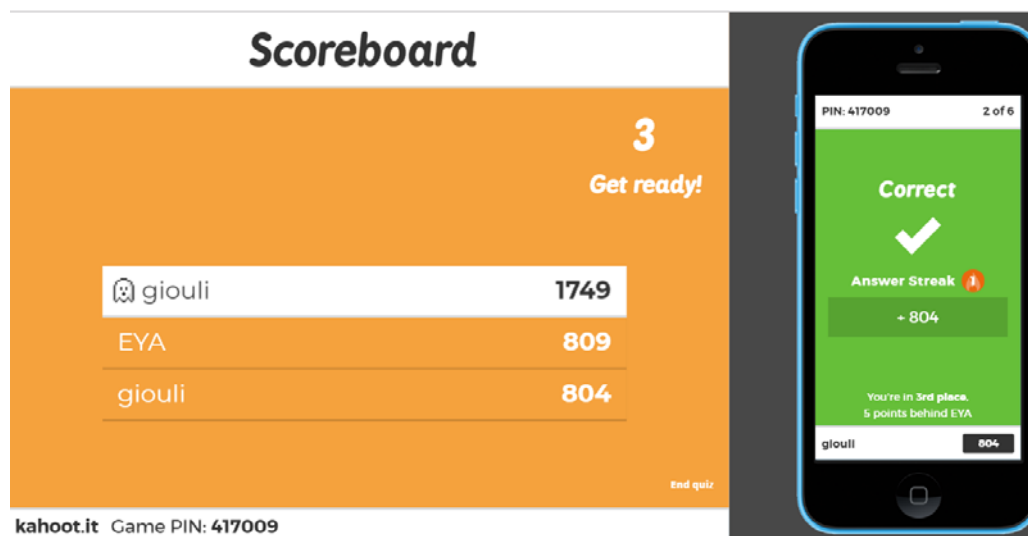 Scoreboard
3
Get ready!
giouli 1749
EYA 809
giouli 804
End quiz
kahoot.it Game PIN: 417009
PIN: 417009 2 of 6
Correct
Answer Streak 1
+ 804
You're in 3rd place.
5 points behind EYA
giouli 804